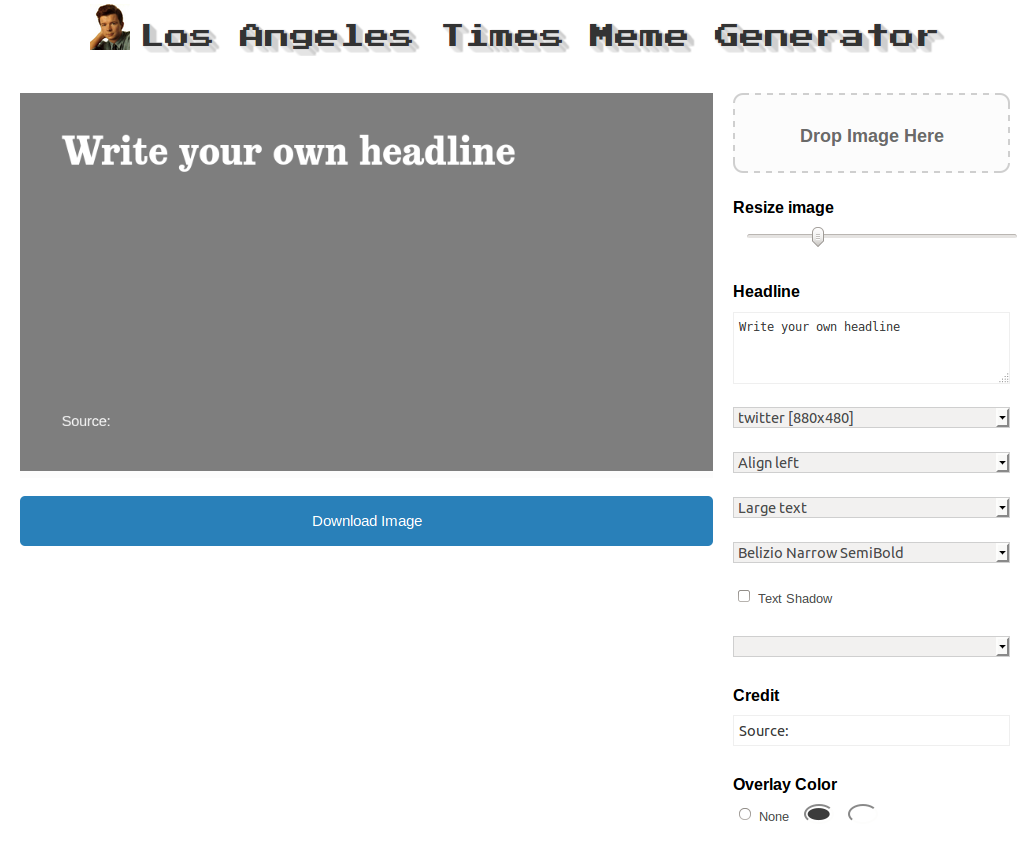 Los Angeles Times Meme Generator
Write your own headline
Source:
Download Image
Drop Image Here
Resize image
Headline
Write your own headline
twitter [880x480]
Align left
Large text
Belizio Narrow SemiBold
Text Shadow
Credit
Source:
Overlay Color
None